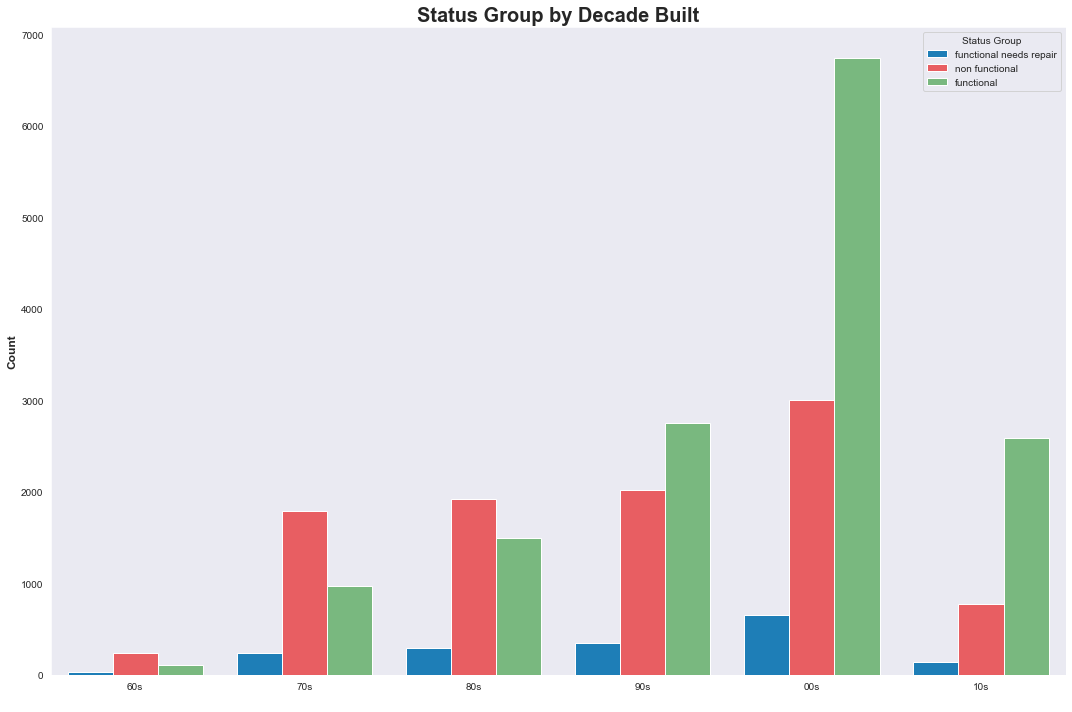 Status Group by Decade Built
Status Group
functional needs repair
non functional
functional
Count
7000
6000
5000
4000
3000
2000
1000
0
60s
70s
80s
90s
00s
10s